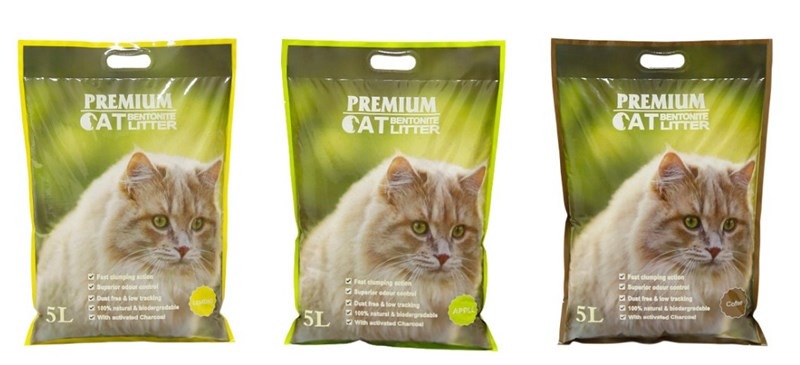 PREMIUM
CAT BENTONITE
LITTER
Fast clumping action
Superior odour control
Dust free & low tracking
100% natural & biodegradable
With activated Charcoal
5L
PREMIUM
CAT BENTONITE
LITTER
Fast clumping action
Superior odour control
Dust free & low tracking
100% natural & biodegradable
With activated Charcoal
5L
APPLE
PREMIUM
CAT BENTONITE
LITTER
Fast clumping action
Superior odour control
Dust free & low tracking
100% natural & biodegradable
With activated Charcoal
5L
Coffee